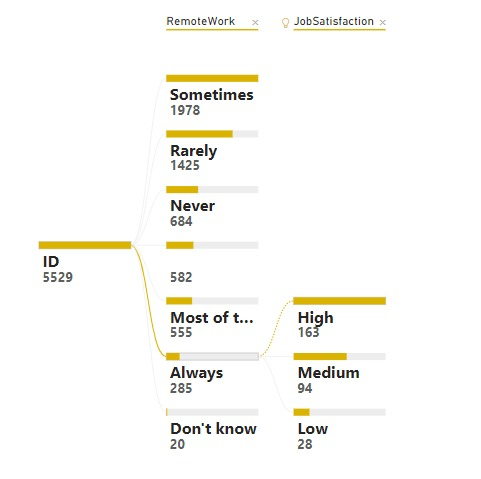 RemoteWork ×
JobSatisfaction ×
Sometimes
1978
Rarely
1425
Never
684
ID
5529
582
Most of t...
555
High
163
Always
285
Medium
94
Don't know
20
Low
28